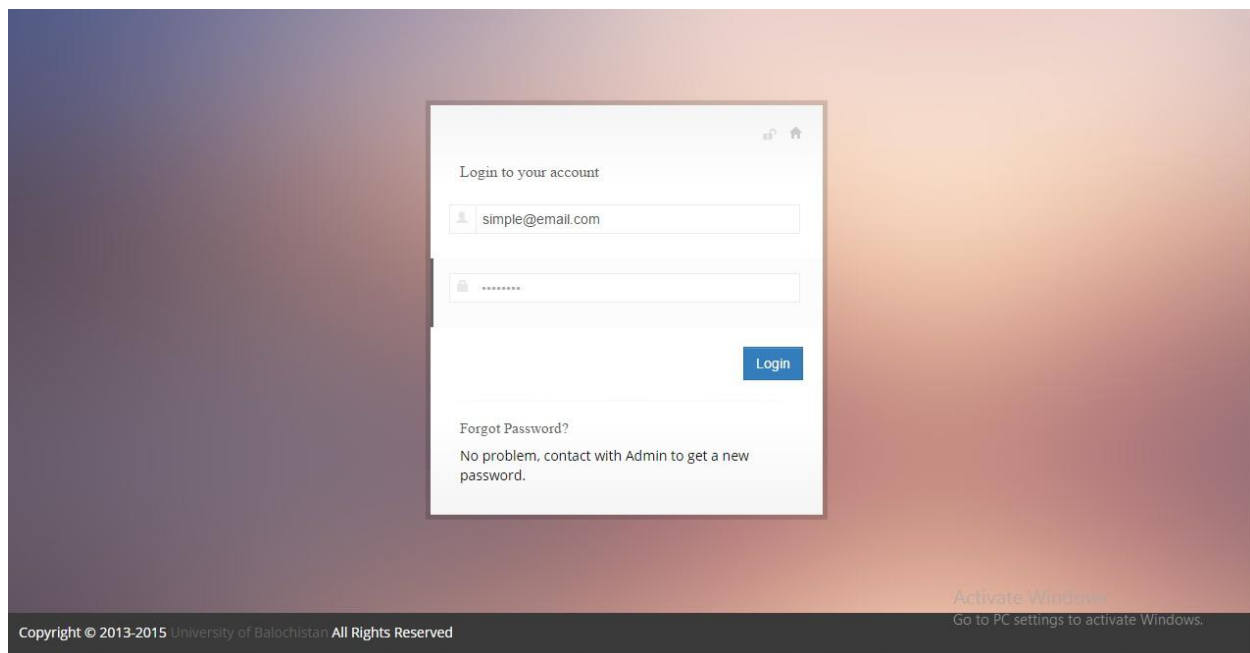 Login to your account
simple@email.com
••••••••
Login
Forgot Password?
No problem, contact with Admin to get a new
password.
Activate Windows
Go to PC settings to activate Windows.
Copyright © 2013-2015 University of Balochistan All Rights Reserved